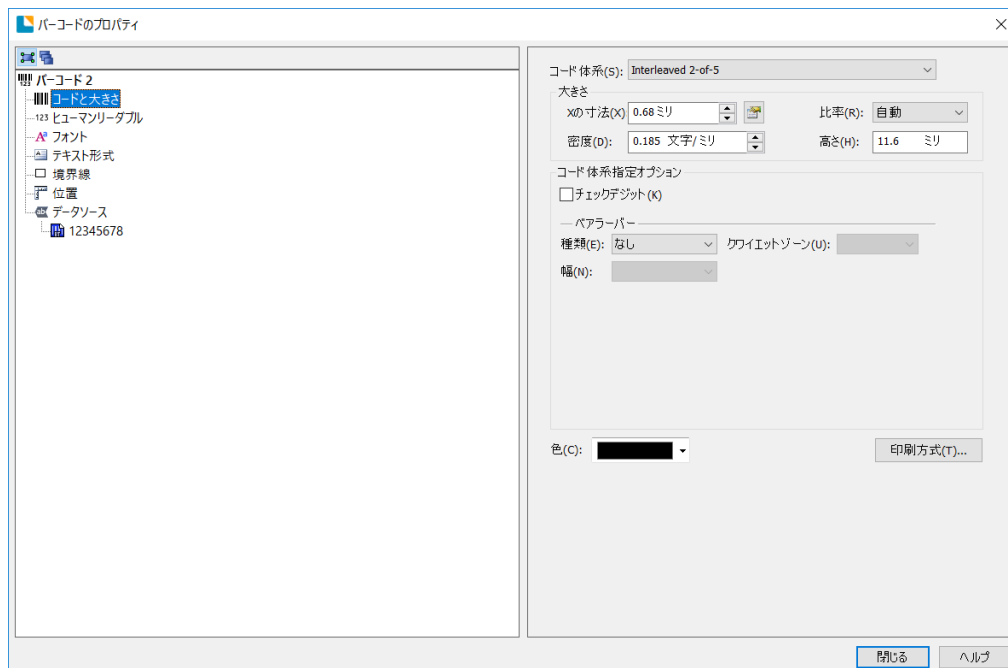 バーコードのプロパティ
バーコード 2
コードと大きさ
123 ヒューマンリーダブル
フォント
テキスト形式
境界線
位置
データソース
12345678
コード体系(S): Interleaved 2-of-5
大きさ
Xの寸法(X) 0.68 ミリ 比率(R): 自動
密度(D): 0.185 文字/ミリ 高さ(H): 11.6 ミリ
コード体系指定オプション
チェックデジット(K)
ベアラーバー
種類(E): なし クワイエットゾーン(U):
幅(N):
色(C): 印刷方式(T)...
閉じる ヘルプ